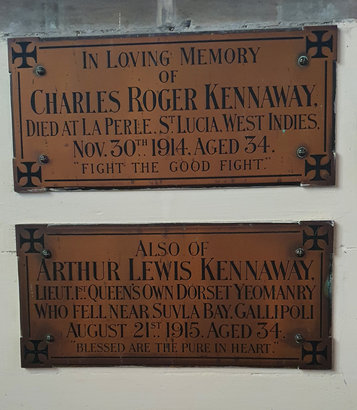 IN LOVING MEMORY
OF
CHARLES ROGER KENNAWAY,
DIED AT LA PERLE, ST LUCIA, WEST INDIES,
NOV. 30TH 1914, AGED 34.
"FIGHT THE GOOD FIGHT."
ALSO OF
ARTHUR LEWIS KENNAWAY,
LIEUT. 1ST QUEEN'S OWN DORSET YEOMANRY
WHO FELL NEAR SUVLA BAY, GALLIPOLI
AUGUST 21ST 1915, AGED 34.
"BLESSED ARE THE PURE IN HEART."